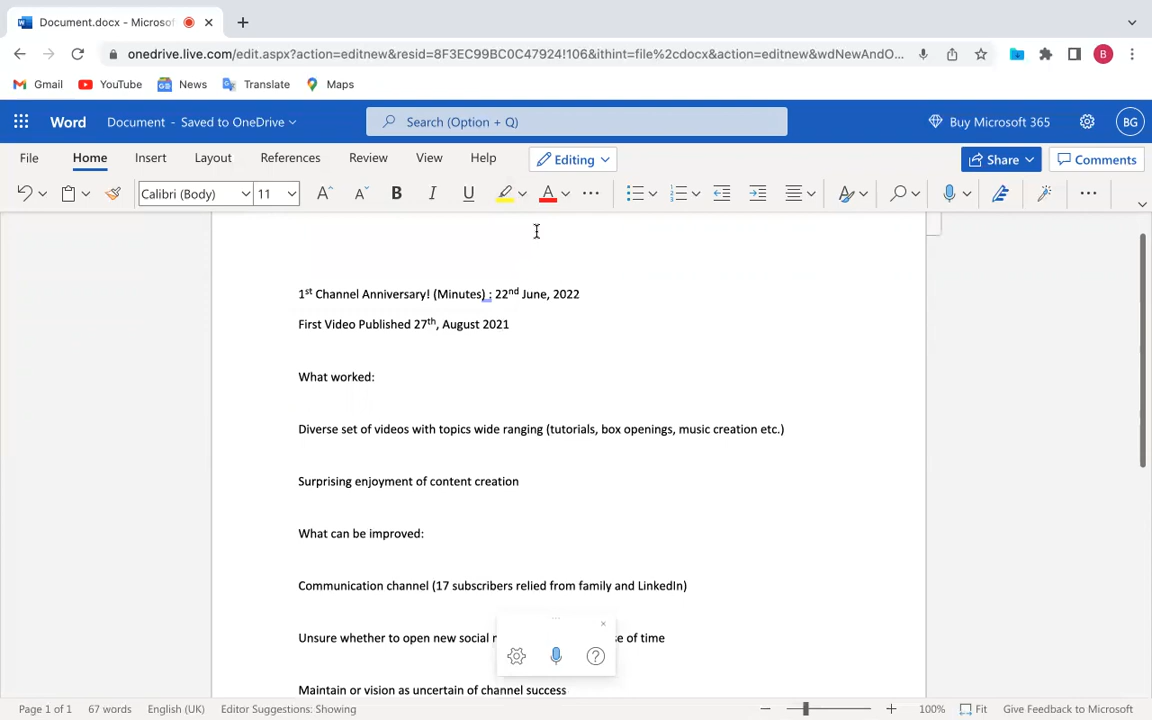 Document.docx - Microso
onedrive.live.com/edit.aspx?action=editnew&resid=8F3EC99BC0C47924!106&ithint=file%2cdocx&action=editnew&wdNewAndO...
B
Gmail YouTube News Translate Maps
Word Document - Saved to OneDrive Search (Option + Q) Buy Microsoft 365 BG
File Home Insert Layout References Review View Help Editing Share Comments
Calibri (Body) 11 B I U A
1st Channel Anniversary! (Minutes) : 22nd June, 2022
First Video Published 27th, August 2021
What worked:
Diverse set of videos with topics wide ranging (tutorials, box openings, music creation etc.)
Surprising enjoyment of content creation
What can be improved:
Communication channel (17 subscribers relied from family and LinkedIn)
Unsure whether to open new social se of time
Maintain or vision as uncertain of channel success
Page 1 of 1 67 words English (UK) Editor Suggestions: Showing 100% Fit Give Feedback to Microsoft